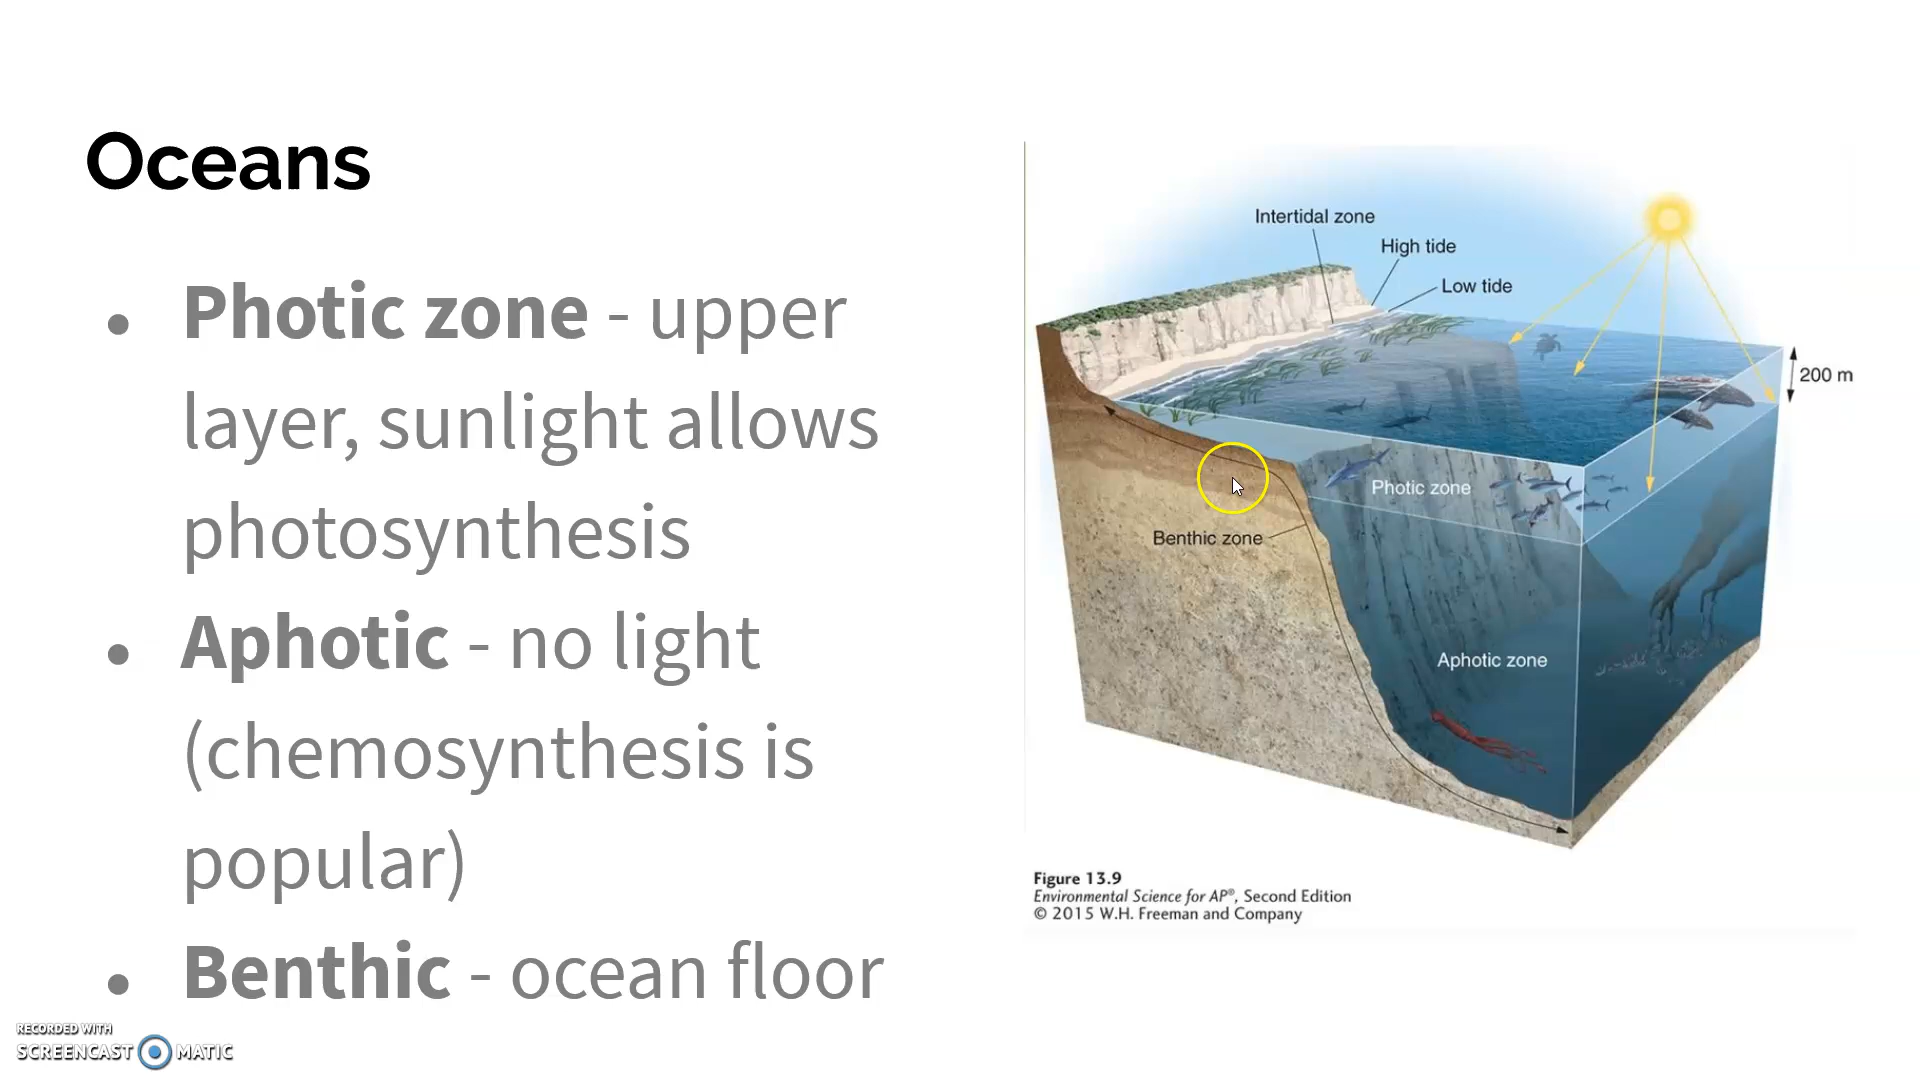 Oceans
● Photic zone - upper
layer, sunlight allows
photosynthesis
● Aphotic - no light
(chemosynthesis is
popular)
● Benthic - ocean floor
Intertidal zone
High tide
Low tide
200 m
Photic zone
Benthic zone
Aphotic zone
Figure 13.9
Environmental Science for AP®, Second Edition
© 2015 W.H. Freeman and Company
RECORDED WITH
SCREENCAST MATIC